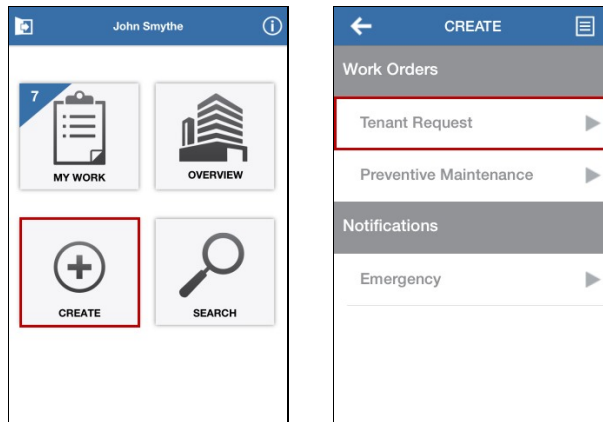 John Smythe
7
MY WORK
OVERVIEW
CREATE
SEARCH
CREATE
Work Orders
Tenant Request
Preventive Maintenance
Notifications
Emergency